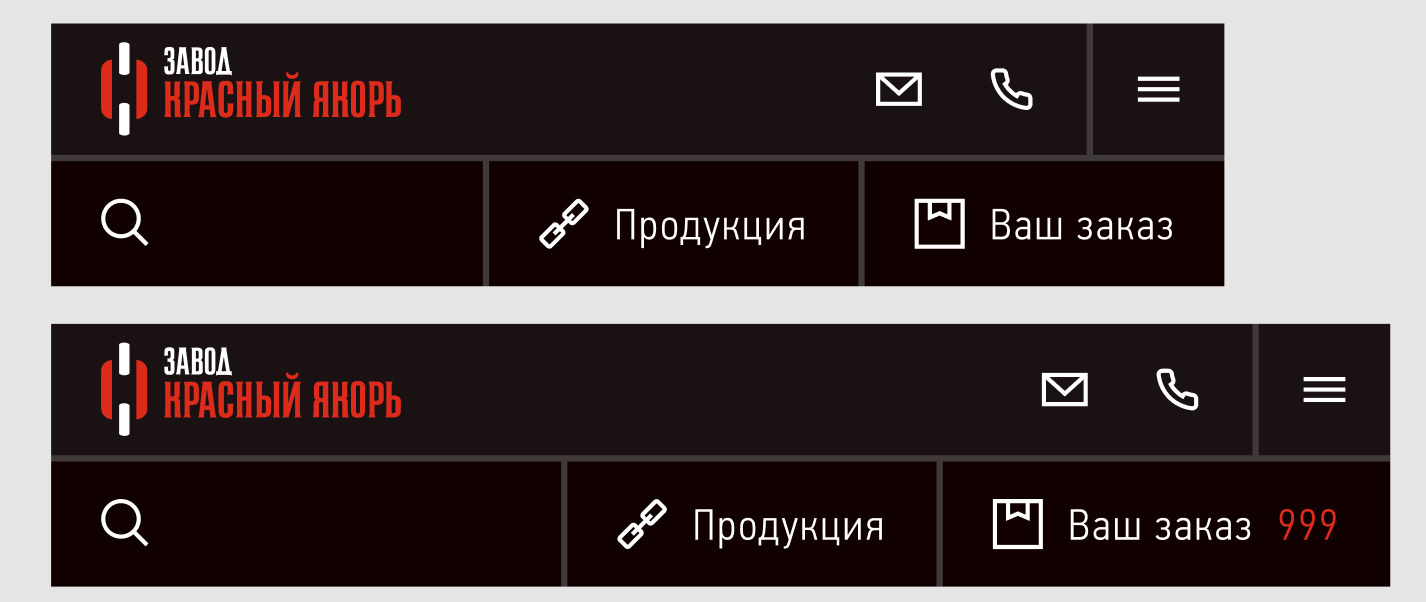 ЗАВОД
КРАСНЫЙ ЯКОРЬ
Продукция
Ваш заказ
ЗАВОД
КРАСНЫЙ ЯКОРЬ
Продукция
Ваш заказ 999